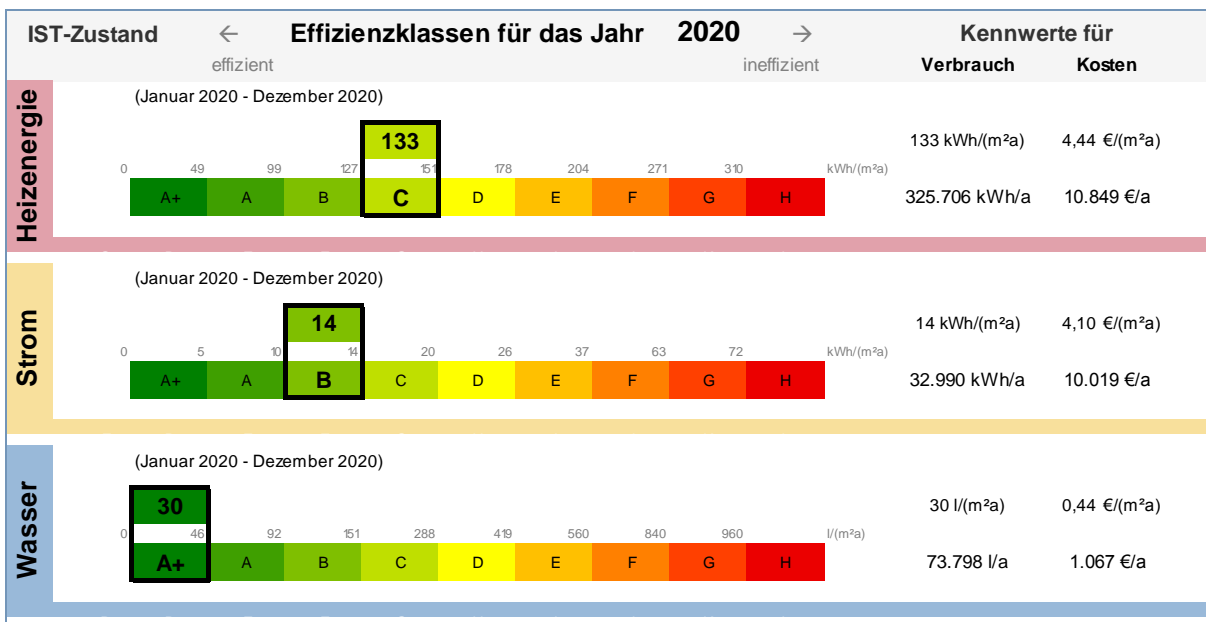 IST-Zustand ← Effizienzklassen für das Jahr 2020 → Kennwerte für
effizient ineffizient Verbrauch Kosten
Heizenergie
(Januar 2020 - Dezember 2020)
133 133 kWh/(m²a) 4,44 €/(m²a)
0 49 99 127 151 178 204 271 310 kWh/(m²a)
A+ A B C D E F G H 325.706 kWh/a 10.849 €/a
Strom
(Januar 2020 - Dezember 2020)
14 14 kWh/(m²a) 4,10 €/(m²a)
0 5 10 14 20 26 37 63 72 kWh/(m²a)
A+ A B C D E F G H 32.990 kWh/a 10.019 €/a
Wasser
(Januar 2020 - Dezember 2020)
30 30 l/(m²a) 0,44 €/(m²a)
0 46 92 151 288 419 560 840 960 l/(m²a)
A+ A B C D E F G H 73.798 l/a 1.067 €/a